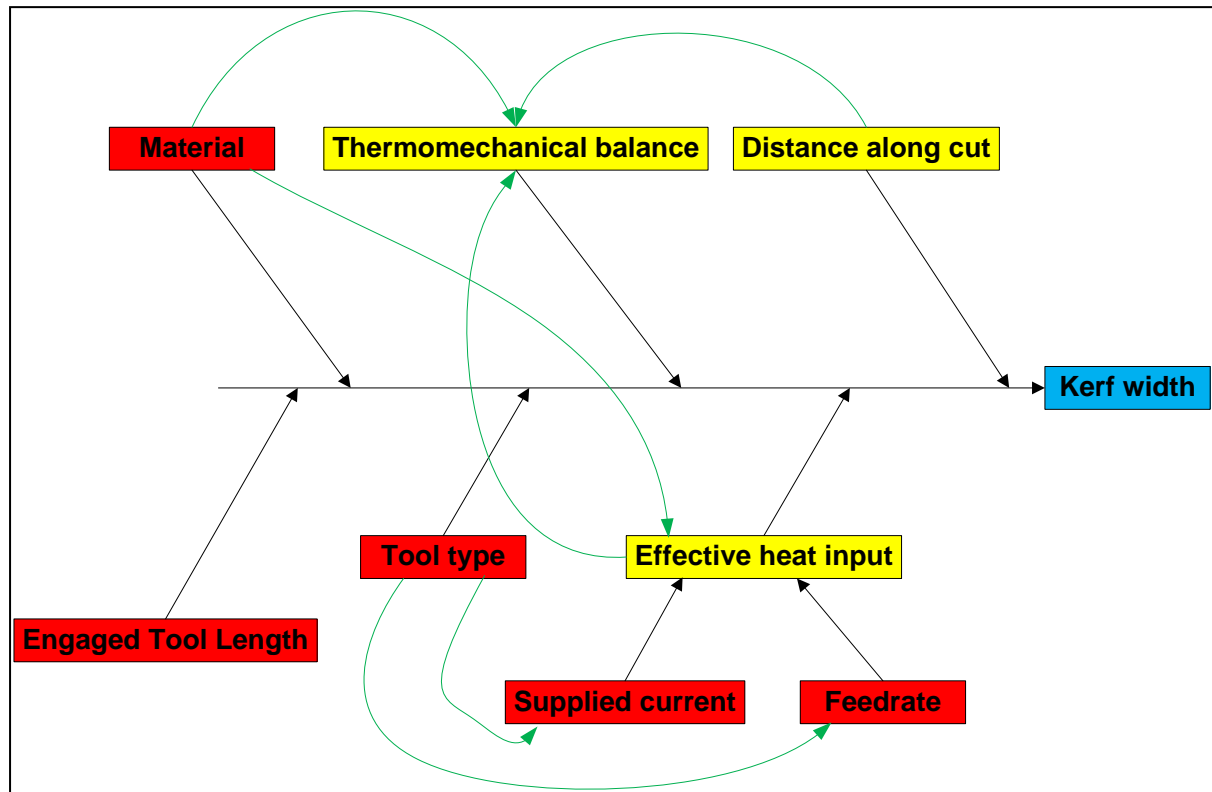 Material
Thermomechanical balance
Distance along cut
Kerf width
Tool type
Effective heat input
Engaged Tool Length
Supplied current
Feedrate